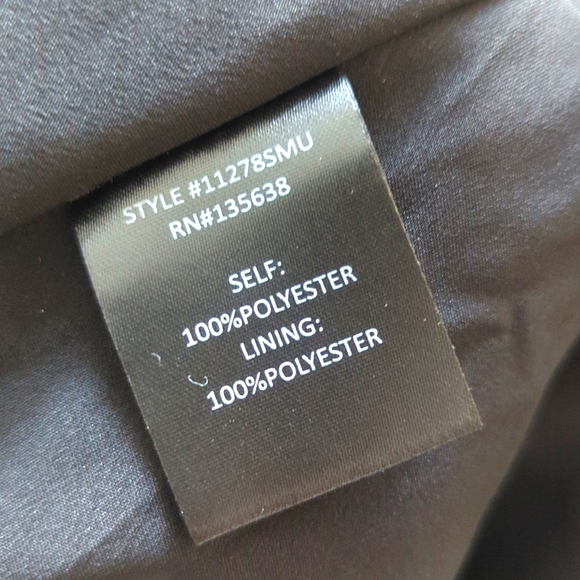 STYLE #11278SMU
RN#135638
SELF:
100%POLYESTER
LINING:
100%POLYESTER